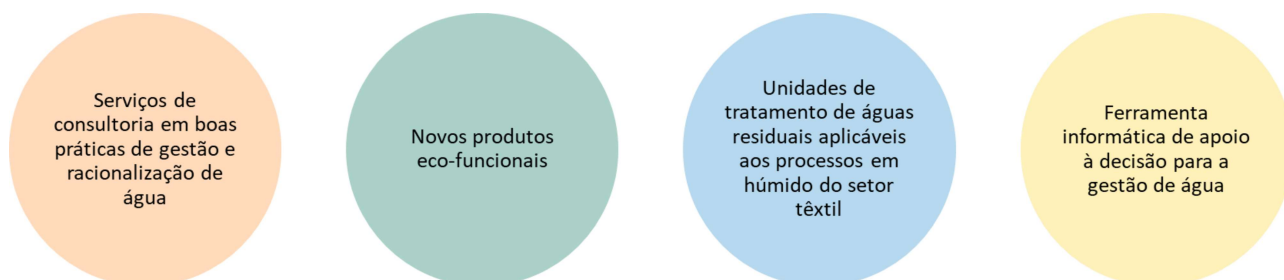 Serviços de
consultoria em boas
práticas de gestão e
racionalização de
água
Novos produtos
eco-funcionais
Unidades de
tratamento de águas
residuais aplicáveis
aos processos em
húmido do setor
têxtil
Ferramenta
informática de apoio
à decisão para a
gestão de água